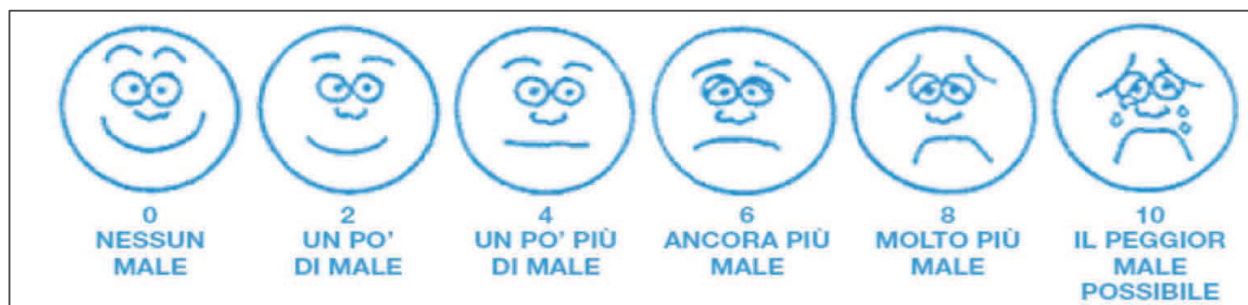 0
NESSUN
MALE
2
UN PO'
DI MALE
4
UN PO' PIÙ
DI MALE
6
ANCORA PIÙ
MALE
8
MOLTO PIÙ
MALE
10
IL PEGGIOR
MALE
POSSIBILE